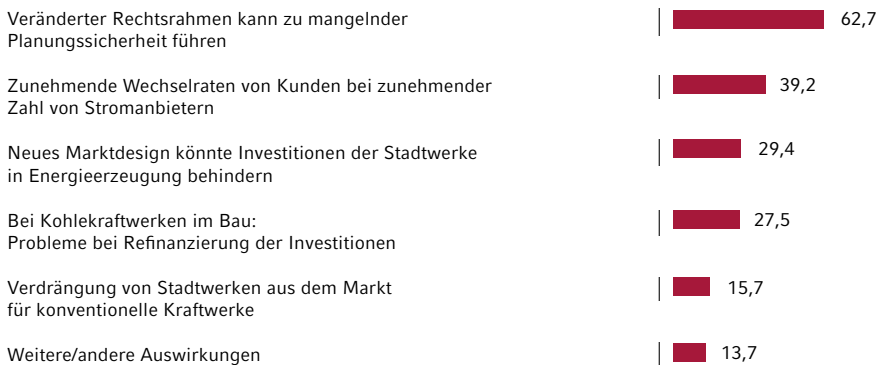 Veränderter Rechtsrahmen kann zu mangelnder
Planungssicherheit führen
62,7
Zunehmende Wechselraten von Kunden bei zunehmender
Zahl von Stromanbietern
39,2
Neues Marktdesign könnte Investitionen der Stadtwerke
in Energieerzeugung behindern
29,4
Bei Kohlekraftwerken im Bau:
Probleme bei Refinanzierung der Investitionen
27,5
Verdrängung von Stadtwerken aus dem Markt
für konventionelle Kraftwerke
15,7
Weitere/andere Auswirkungen
13,7